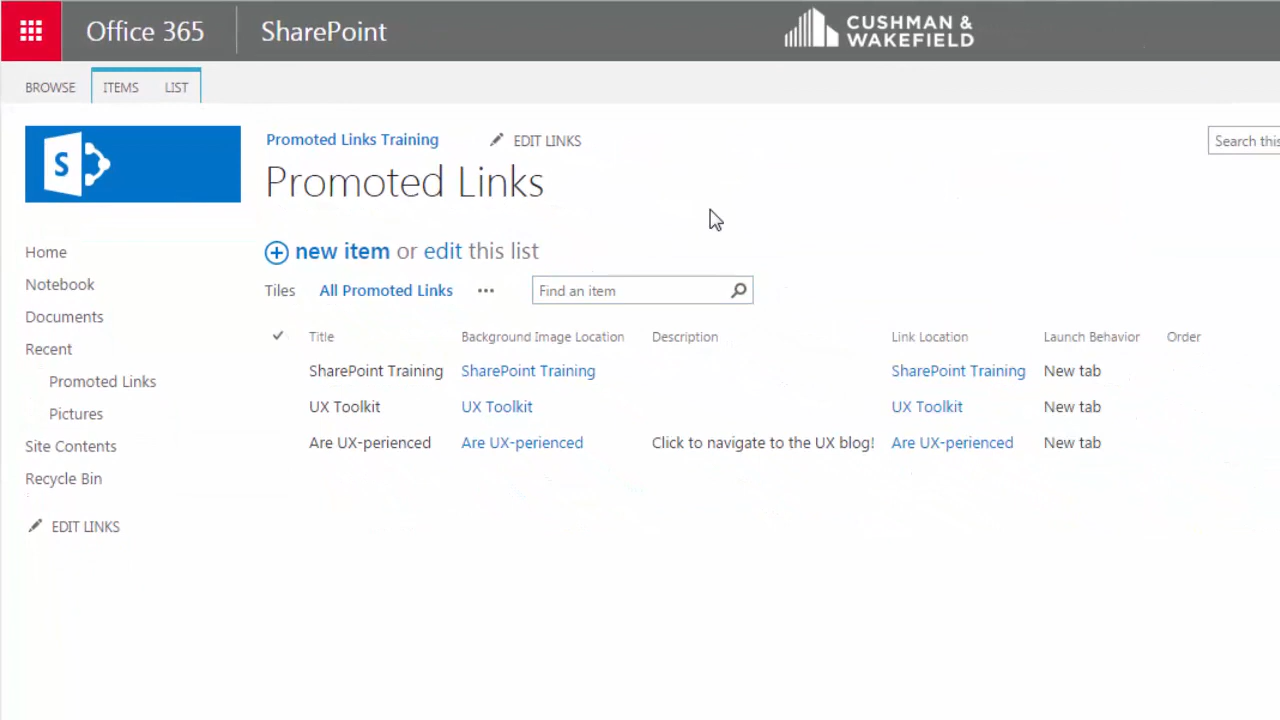 Office 365 SharePoint CUSHMAN &
WAKEFIELD
BROWSE ITEMS LIST
S
Promoted Links Training EDIT LINKS
Search this
Promoted Links
new item or edit this list
Tiles All Promoted Links ... Find an item
Title Background Image Location Description Link Location Launch Behavior Order
SharePoint Training SharePoint Training SharePoint Training New tab
UX Toolkit UX Toolkit UX Toolkit New tab
Are UX-perienced Are UX-perienced Click to navigate to the UX blog! Are UX-perienced New tab
Home
Notebook
Documents
Recent
Promoted Links
Pictures
Site Contents
Recycle Bin
EDIT LINKS